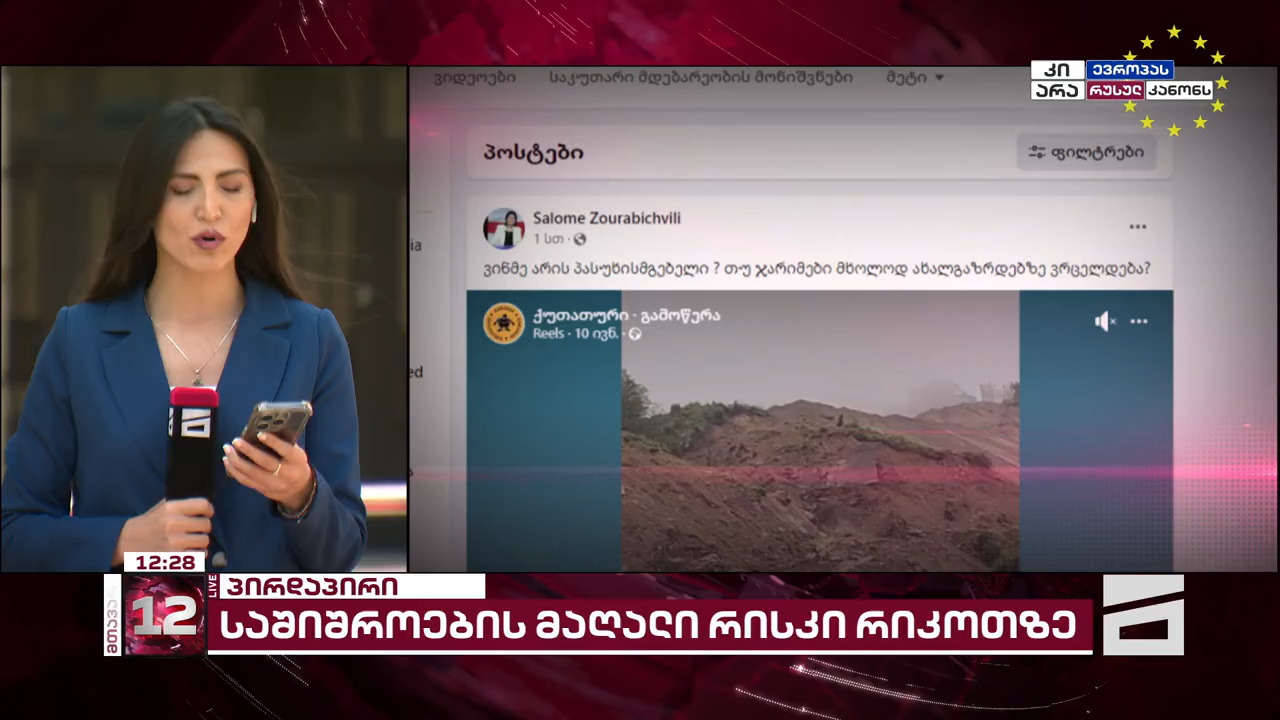 ვიდეოები საკუთარი მდებარეობის მონიშვნები მეტი
კი ევროპას
არა რუსულ კანონს
პოსტები
ფილტრები
Salome Zourabichvili
1 სთ
ვინმე არის პასუხისმგებელი ? თუ ჯარიმები მხოლოდ ახალგაზრდებზე ვრცელდება?
ქუთათური · გამოწერა
Reels · 10 ივნ. ·
ia
ed
12:28
LIVE
პირდაპირი
12
საშიშროების მაღალი რისკი რიკოთზე